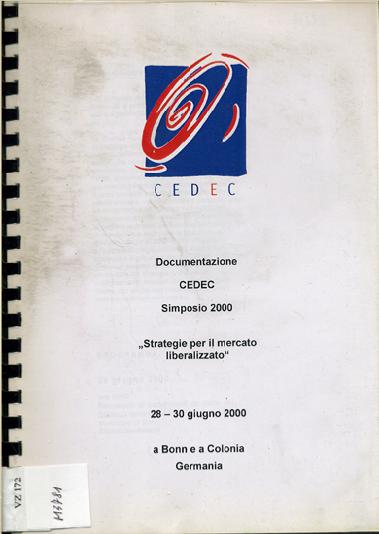 CEDEC
Documentazione
CEDEC
Simposio 2000
„Strategie per il mercato
liberalizzato“
28 – 30 giugno 2000
a Bonn e a Colonia
Germania
VZ 172
113781